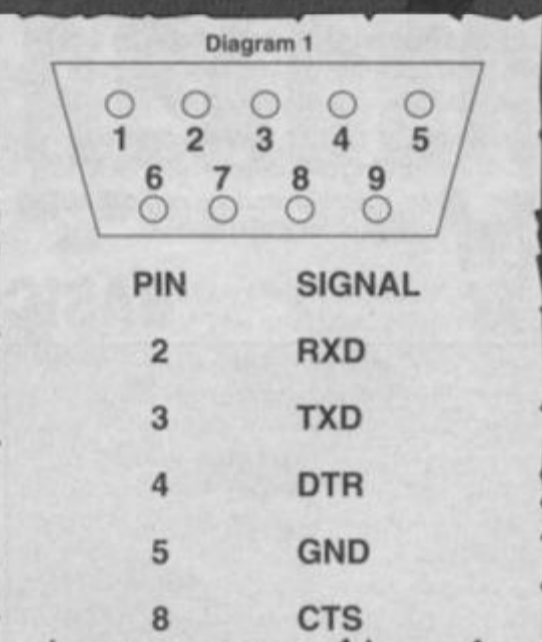 Diagram 1
1 2 3 4 5
6 7 8 9
PIN SIGNAL
2 RXD
3 TXD
4 DTR
5 GND
8 CTS